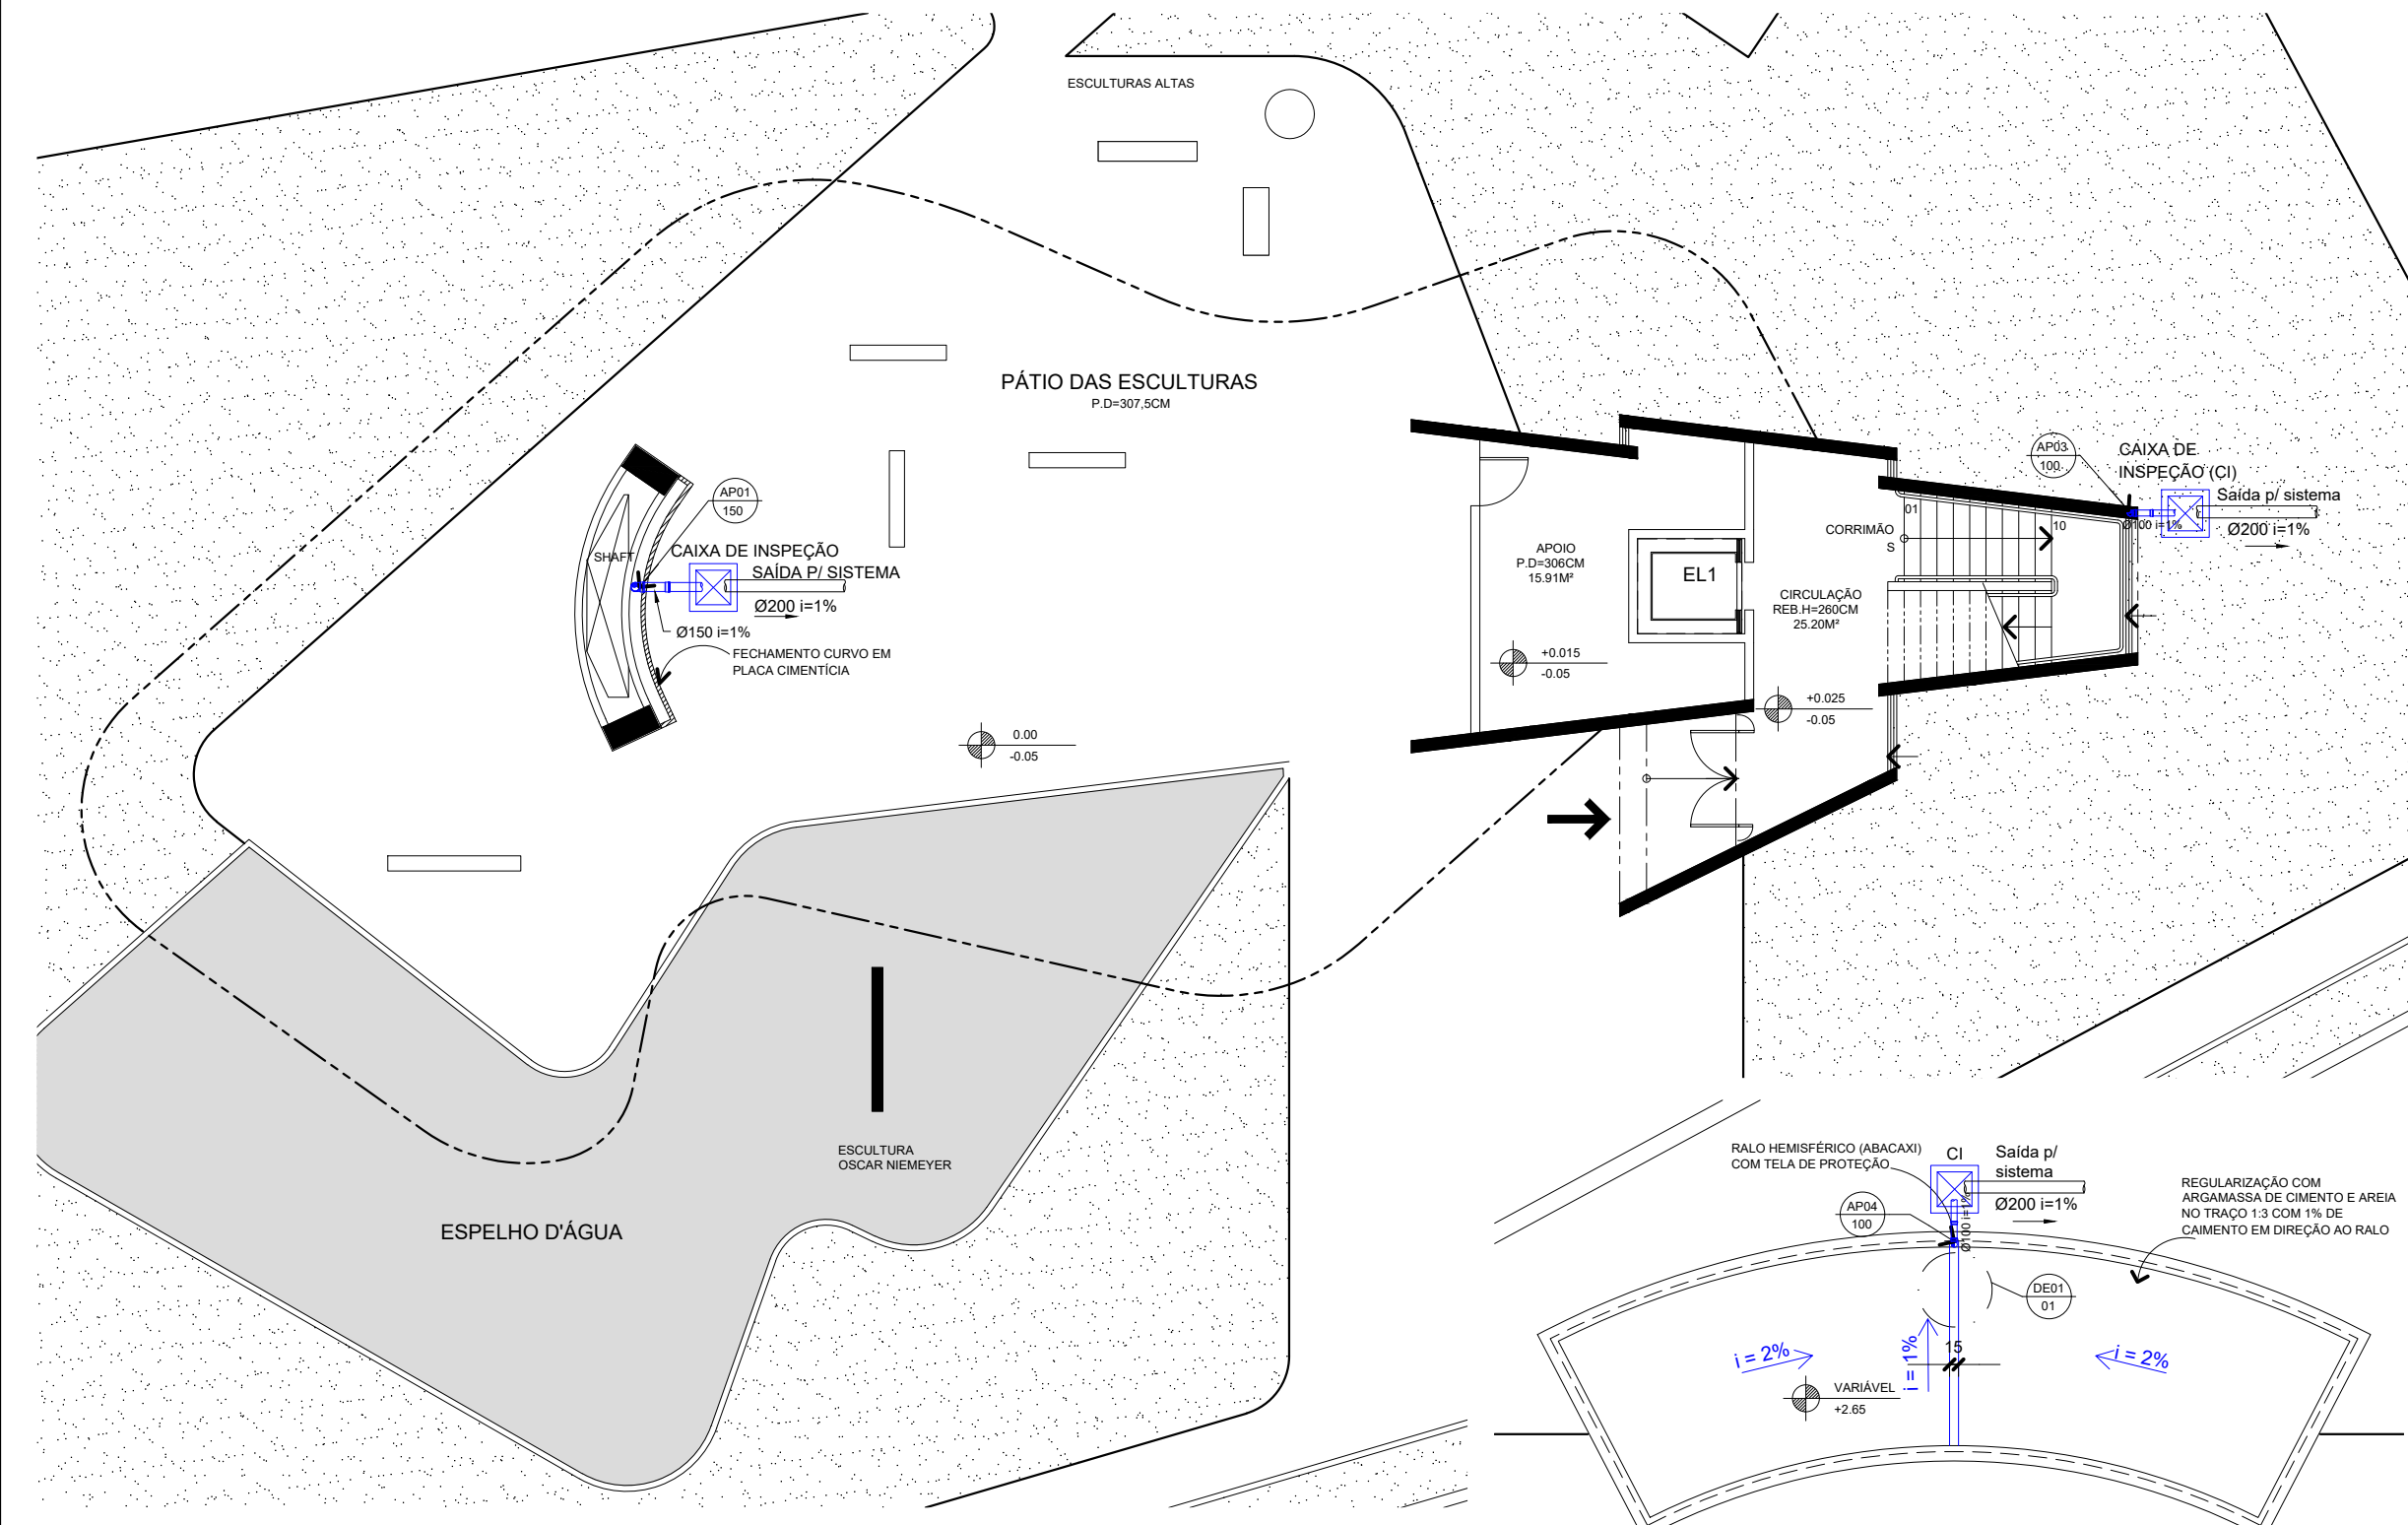 ESCULTURAS ALTAS
PÁTIO DAS ESCULTURAS
P.D=307,5CM
AP01
150
SHAFT
CAIXA DE INSPEÇÃO
SAÍDA P/ SISTEMA
Ø200 i=1%
Ø150 i=1%
FECHAMENTO CURVO EM
PLACA CIMENTÍCIA
0.00
-0.05
APOIO
P.D=306CM
15.91M²
EL1
+0.015
-0.05
CORRIMÃO
S
01
10
CIRCULAÇÃO
REB.H=260CM
25.20M²
+0.025
-0.05
AP03
100
CAIXA DE
INSPEÇÃO (CI)
Saída p/ sistema
Ø100 i=1%
Ø200 i=1%
ESCULTURA
OSCAR NIEMEYER
ESPELHO D'ÁGUA
RALO HEMISFÉRICO (ABACAXI)
COM TELA DE PROTEÇÃO
CI
Saída p/
sistema
Ø200 i=1%
AP04
100
Ø100 i=1%
REGULARIZAÇÃO COM
ARGAMASSA DE CIMENTO E AREIA
NO TRAÇO 1:3 COM 1% DE
CAIMENTO EM DIREÇÃO AO RALO
DE01
01
i = 2%
i = 1%
15
i = 2%
VARIÁVEL
+2.65